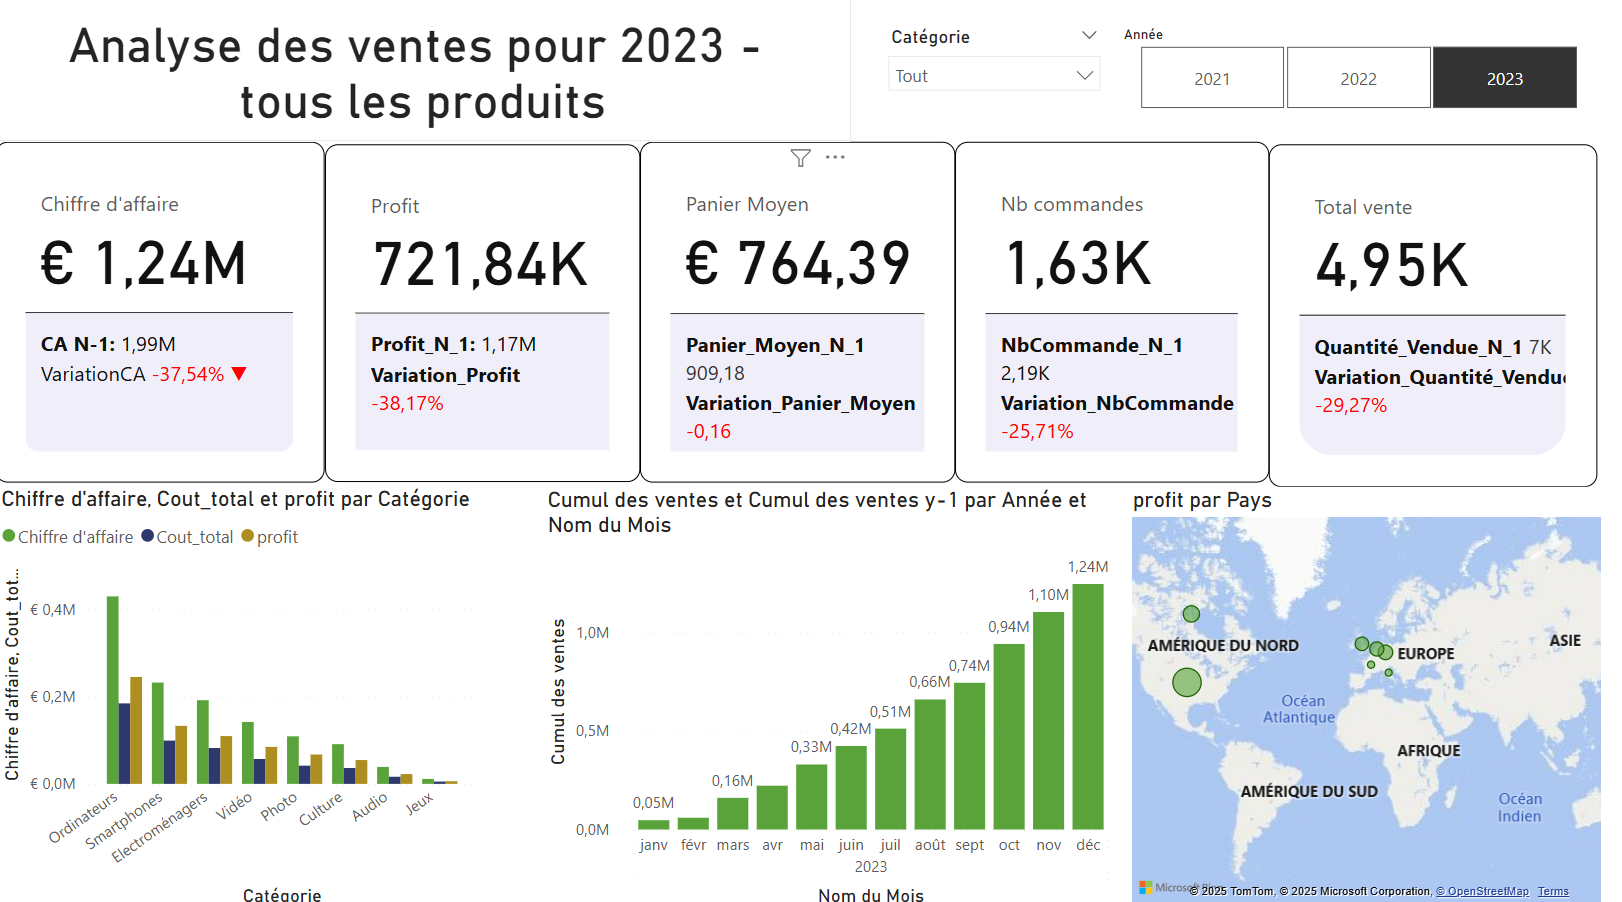 Analyse des ventes pour 2023 -
tous les produits
Catégorie
Tout
Année
2021
2022
2023
Chiffre d'affaire
€ 1,24M
CA N-1: 1,99M
VariationCA -37,54% ▼
Profit
721,84K
Profit_N_1: 1,17M
Variation_Profit
-38,17%
Panier Moyen
€ 764,39
Panier_Moyen_N_1
909,18
Variation_Panier_Moyen
-0,16
Nb commandes
1,63K
NbCommande_N_1
2,19K
Variation_NbCommande
-25,71%
Total vente
4,95K
Quantité_Vendue_N_1 7K
Variation_Quantité_Vendu
-29,27%
Chiffre d'affaire, Cout_total et profit par Catégorie
Chiffre d'affaire Cout_total profit
Chiffre d'affaire, Cout_tot...
€ 0,4M
€ 0,2M
€ 0,0M
Ordinateurs
Smartphones
Electroménagers
Vidéo
Photo
Culture
Audio
Jeux
Catégorie
Cumul des ventes et Cumul des ventes y-1 par Année et
Nom du Mois
Cumul des ventes
1,0M
0,5M
0,0M
0,05M
0,16M
0,33M
0,42M
0,51M
0,66M
0,74M
0,94M
1,10M
1,24M
janv févr mars avr mai juin juil août sept oct nov déc
2023
Nom du Mois
profit par Pays
AMÉRIQUE DU NORD
EUROPE
ASIE
Océan
Atlantique
AFRIQUE
AMÉRIQUE DU SUD
Océan
Indien
Microsoft
© 2025 TomTom, © 2025 Microsoft Corporation, © OpenStreetMap Terms